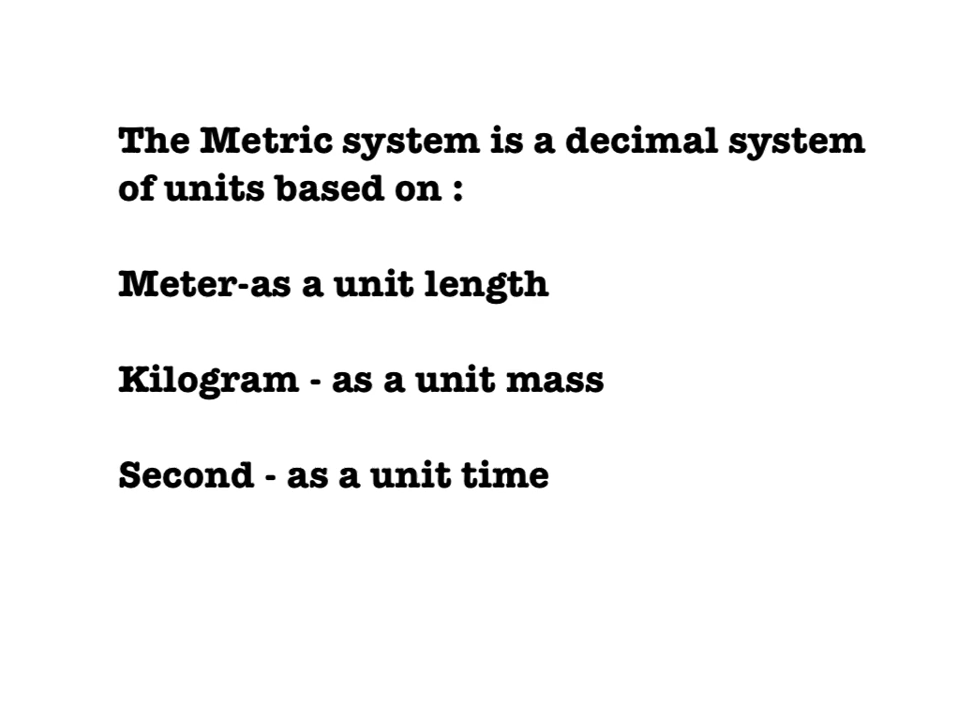 The Metric system is a decimal system
of units based on :
Meter-as a unit length
Kilogram - as a unit mass
Second - as a unit time